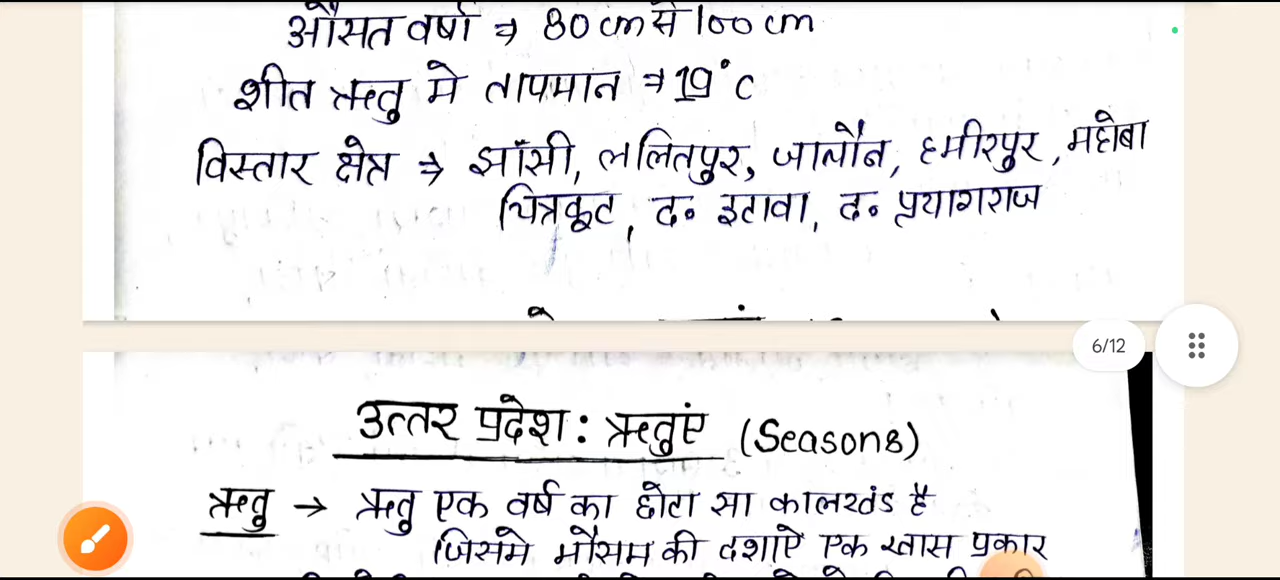 औसत वर्षा ⇒ 80 cm से 100 cm
शीत ऋतु मे तापमान ⇒ 19°C
विस्तार क्षेत्र ⇒ झाँसी, ललितपुर, जालौन, हमीरपुर, महोबा
चित्रकूट, द० इटावा, द० प्रयागराज
6/12
उत्तर प्रदेश: ऋतुएं (Seasons)
ऋतु → ऋतु एक वर्ष का छोटा सा कालखंड है
जिसमे मौसम की दशाऐ एक खास प्रकार